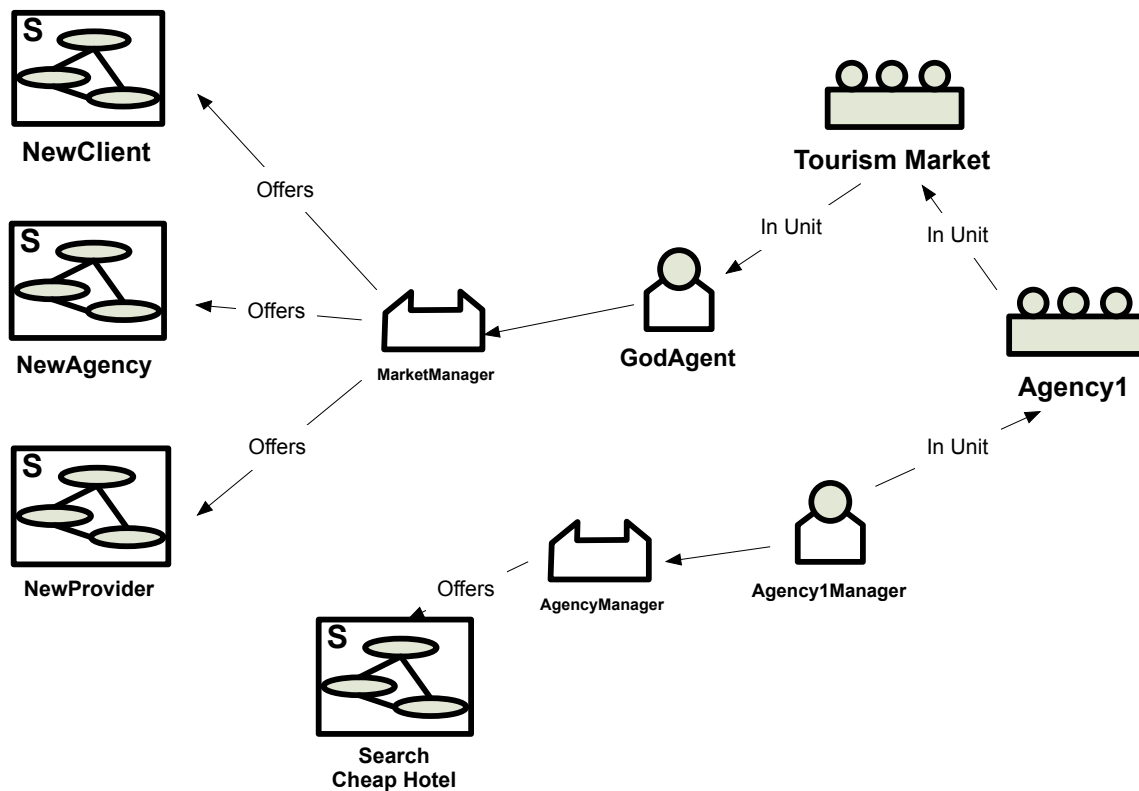 S
NewClient
Offers
Tourism Market
In Unit
In Unit
S
NewAgency
Offers
MarketManager
GodAgent
Agency1
Offers
In Unit
S
NewProvider
Offers
AgencyManager
Agency1Manager
S
Search
Cheap Hotel